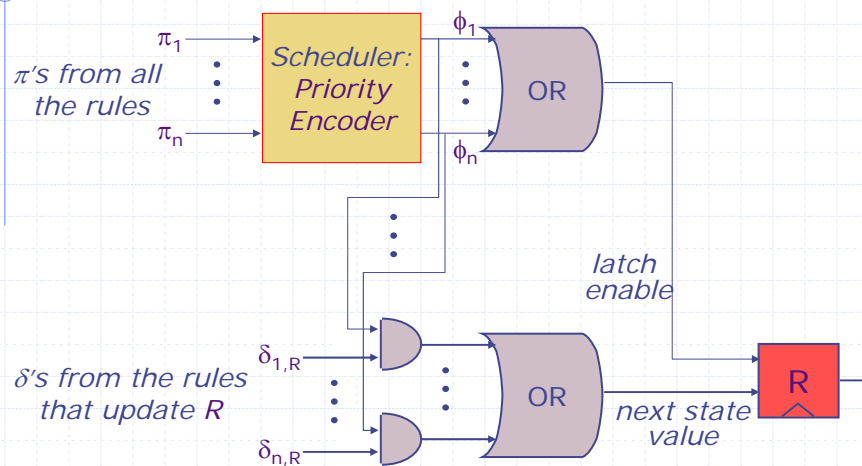 π1
π's from all
the rules
πn
Scheduler:
Priority
Encoder
ϕ1
ϕn
OR
latch
enable
δ1,R
δ's from the rules
that update R
δn,R
OR
next state
value
R